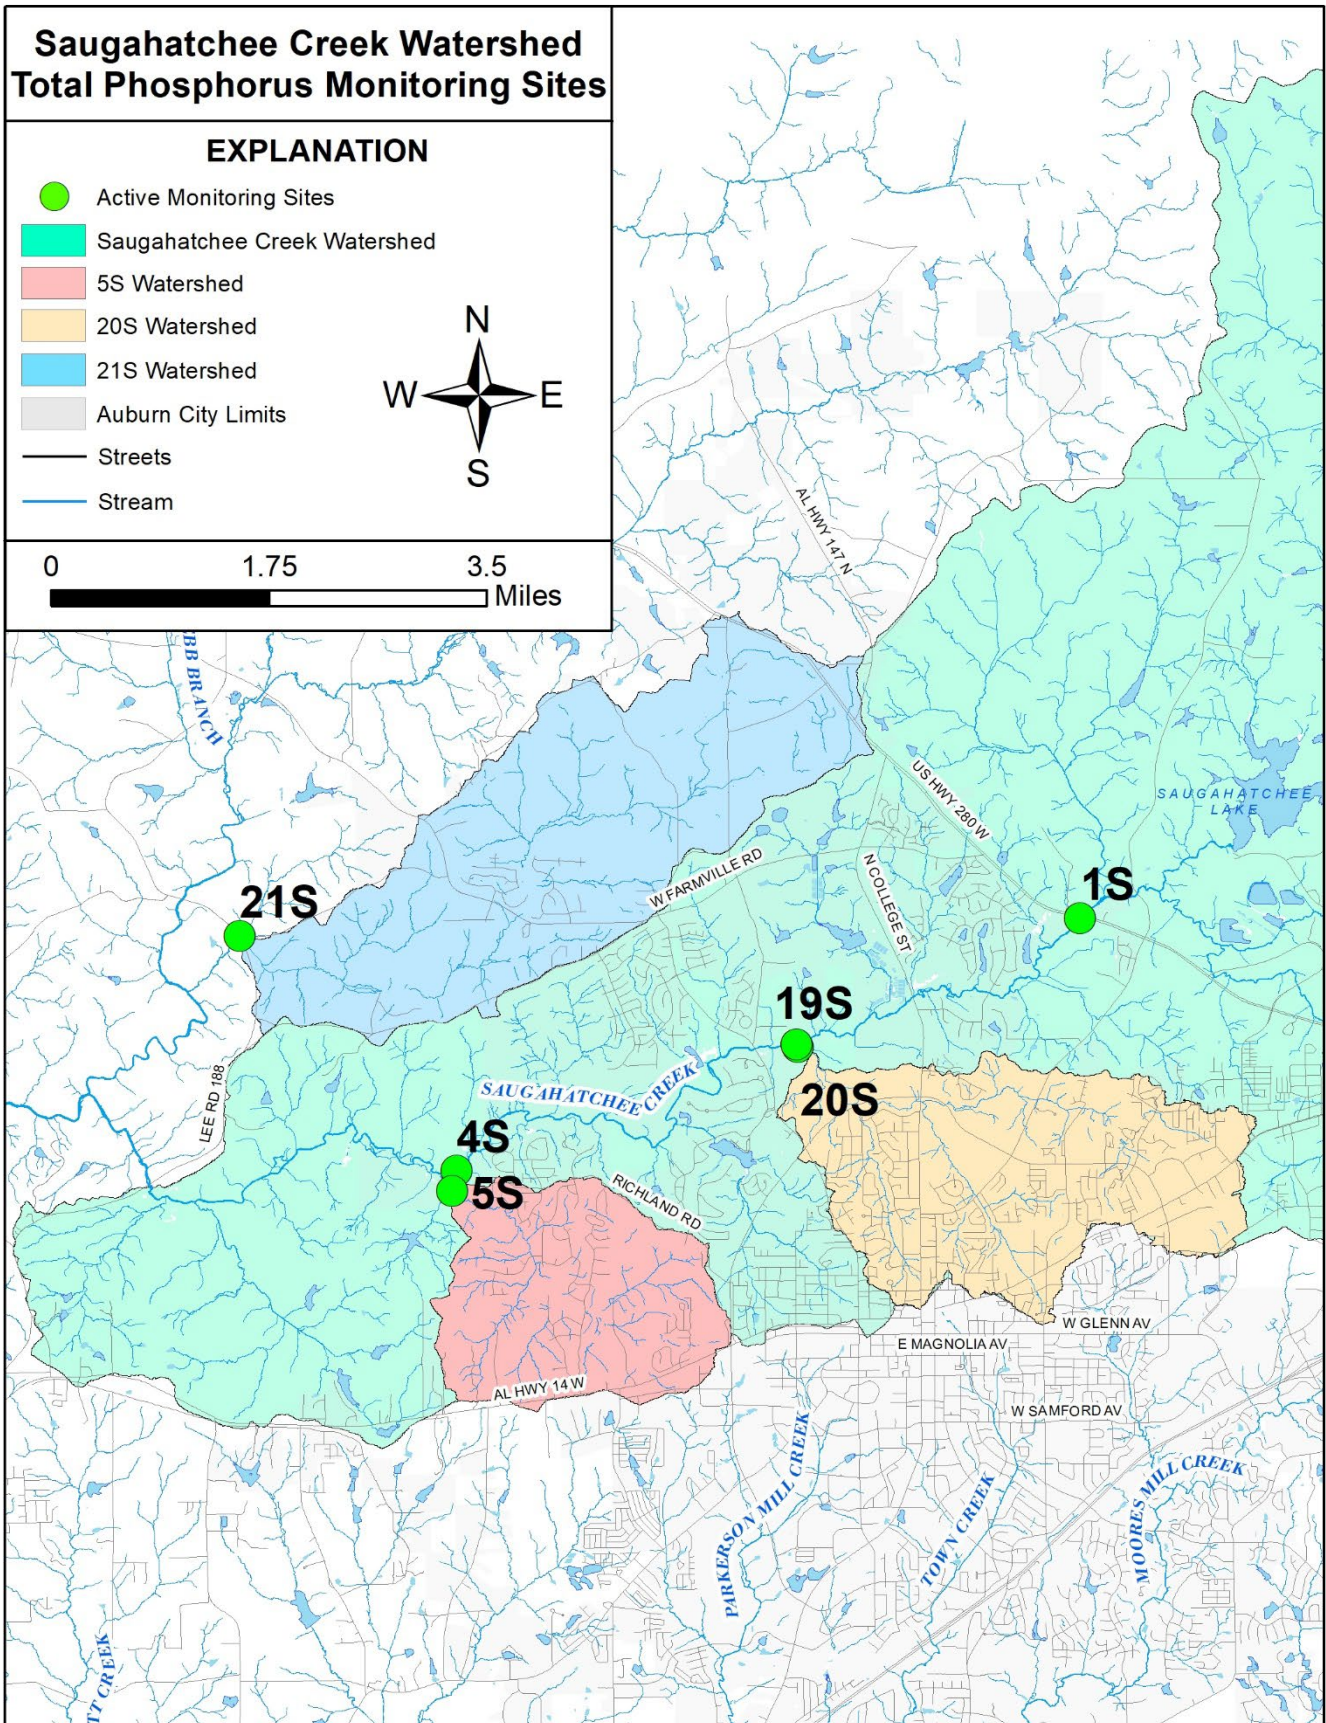 Saugahatchee Creek Watershed
Total Phosphorus Monitoring Sites
EXPLANATION
Active Monitoring Sites
Saugahatchee Creek Watershed
5S Watershed
20S Watershed
21S Watershed
Auburn City Limits
Streets
Stream
N
W E
S
0 1.75 3.5
Miles
AL HWY 147 N
BB BRANCH
US HWY 280 W
SAUGAHATCHEE
LAKE
W FARMVILLE RD
N COLLEGE ST
1S
21S
19S
SAUGAHATCHEE CREEK
20S
LEE RD 188
4S
5S
RICHLAND RD
W GLENN AV
E MAGNOLIA AV
AL HWY 14 W
W SAMFORD AV
PARKERSON MILL CREEK
TOWN CREEK
MOORES MILL CREEK
TT CREEK